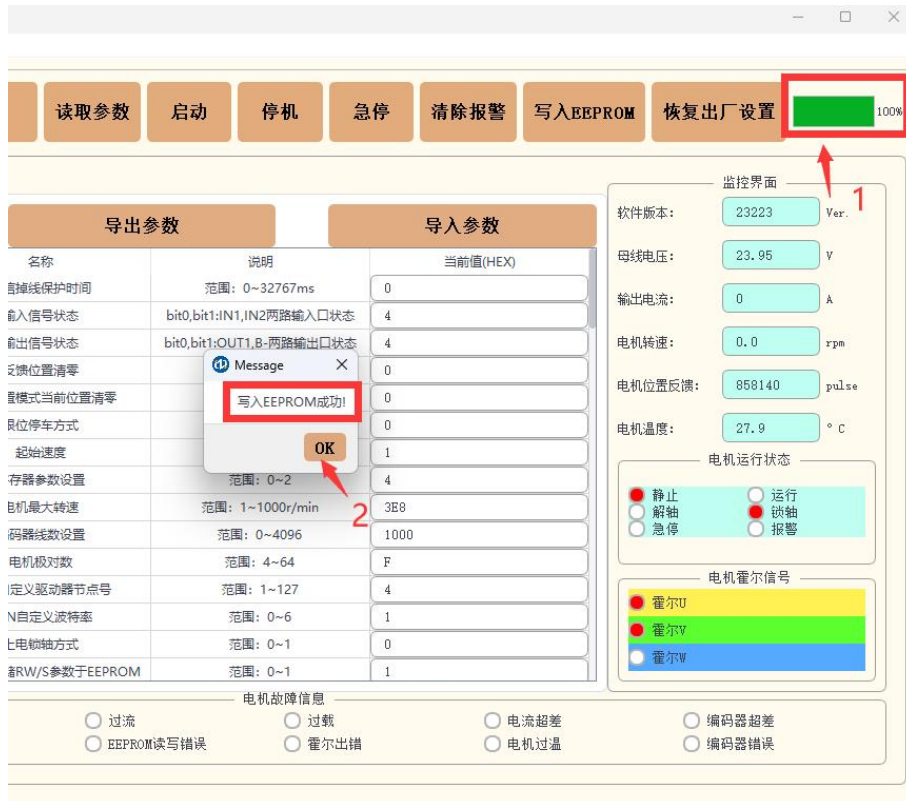 读取参数 启动 停机 急停 清除报警 写入EEPROM 恢复出厂设置 100%
1
导出参数 导入参数
名称 说明 当前值(HEX)
信掉线保护时间 范围: 0~32767ms 0
输入信号状态 bit0,bit1:IN1,IN2两路输入口状态 4
输出信号状态 bit0,bit1:OUT1,B-两路输出口状态 4
反馈位置清零 0
置模式当前位置清零 0
限位停车方式 0
起始速度 1
存器参数设置 范围: 0~2 4
电机最大转速 范围: 1~1000r/min 3E8
码器线数设置 范围: 0~4096 1000
电机极对数 范围: 4~64 F
自定义驱动器节点号 范围: 1~127 4
N自定义波特率 范围: 0~6 1
上电锁轴方式 范围: 0~1 0
RW/S参数于EEPROM 范围: 0~1 1
Message
写入EEPROM成功!
OK
2
监控界面
软件版本: 23223 Ver.
母线电压: 23.95 V
输出电流: 0 A
电机转速: 0.0 rpm
电机位置反馈: 858140 pulse
电机温度: 27.9 °C
电机运行状态
静止 运行
解轴 锁轴
急停 报警
电机霍尔信号
霍尔U
霍尔V
霍尔W
电机故障信息
过流 过载 电流超差 编码器超差
EEPROM读写错误 霍尔出错 电机过温 编码器错误